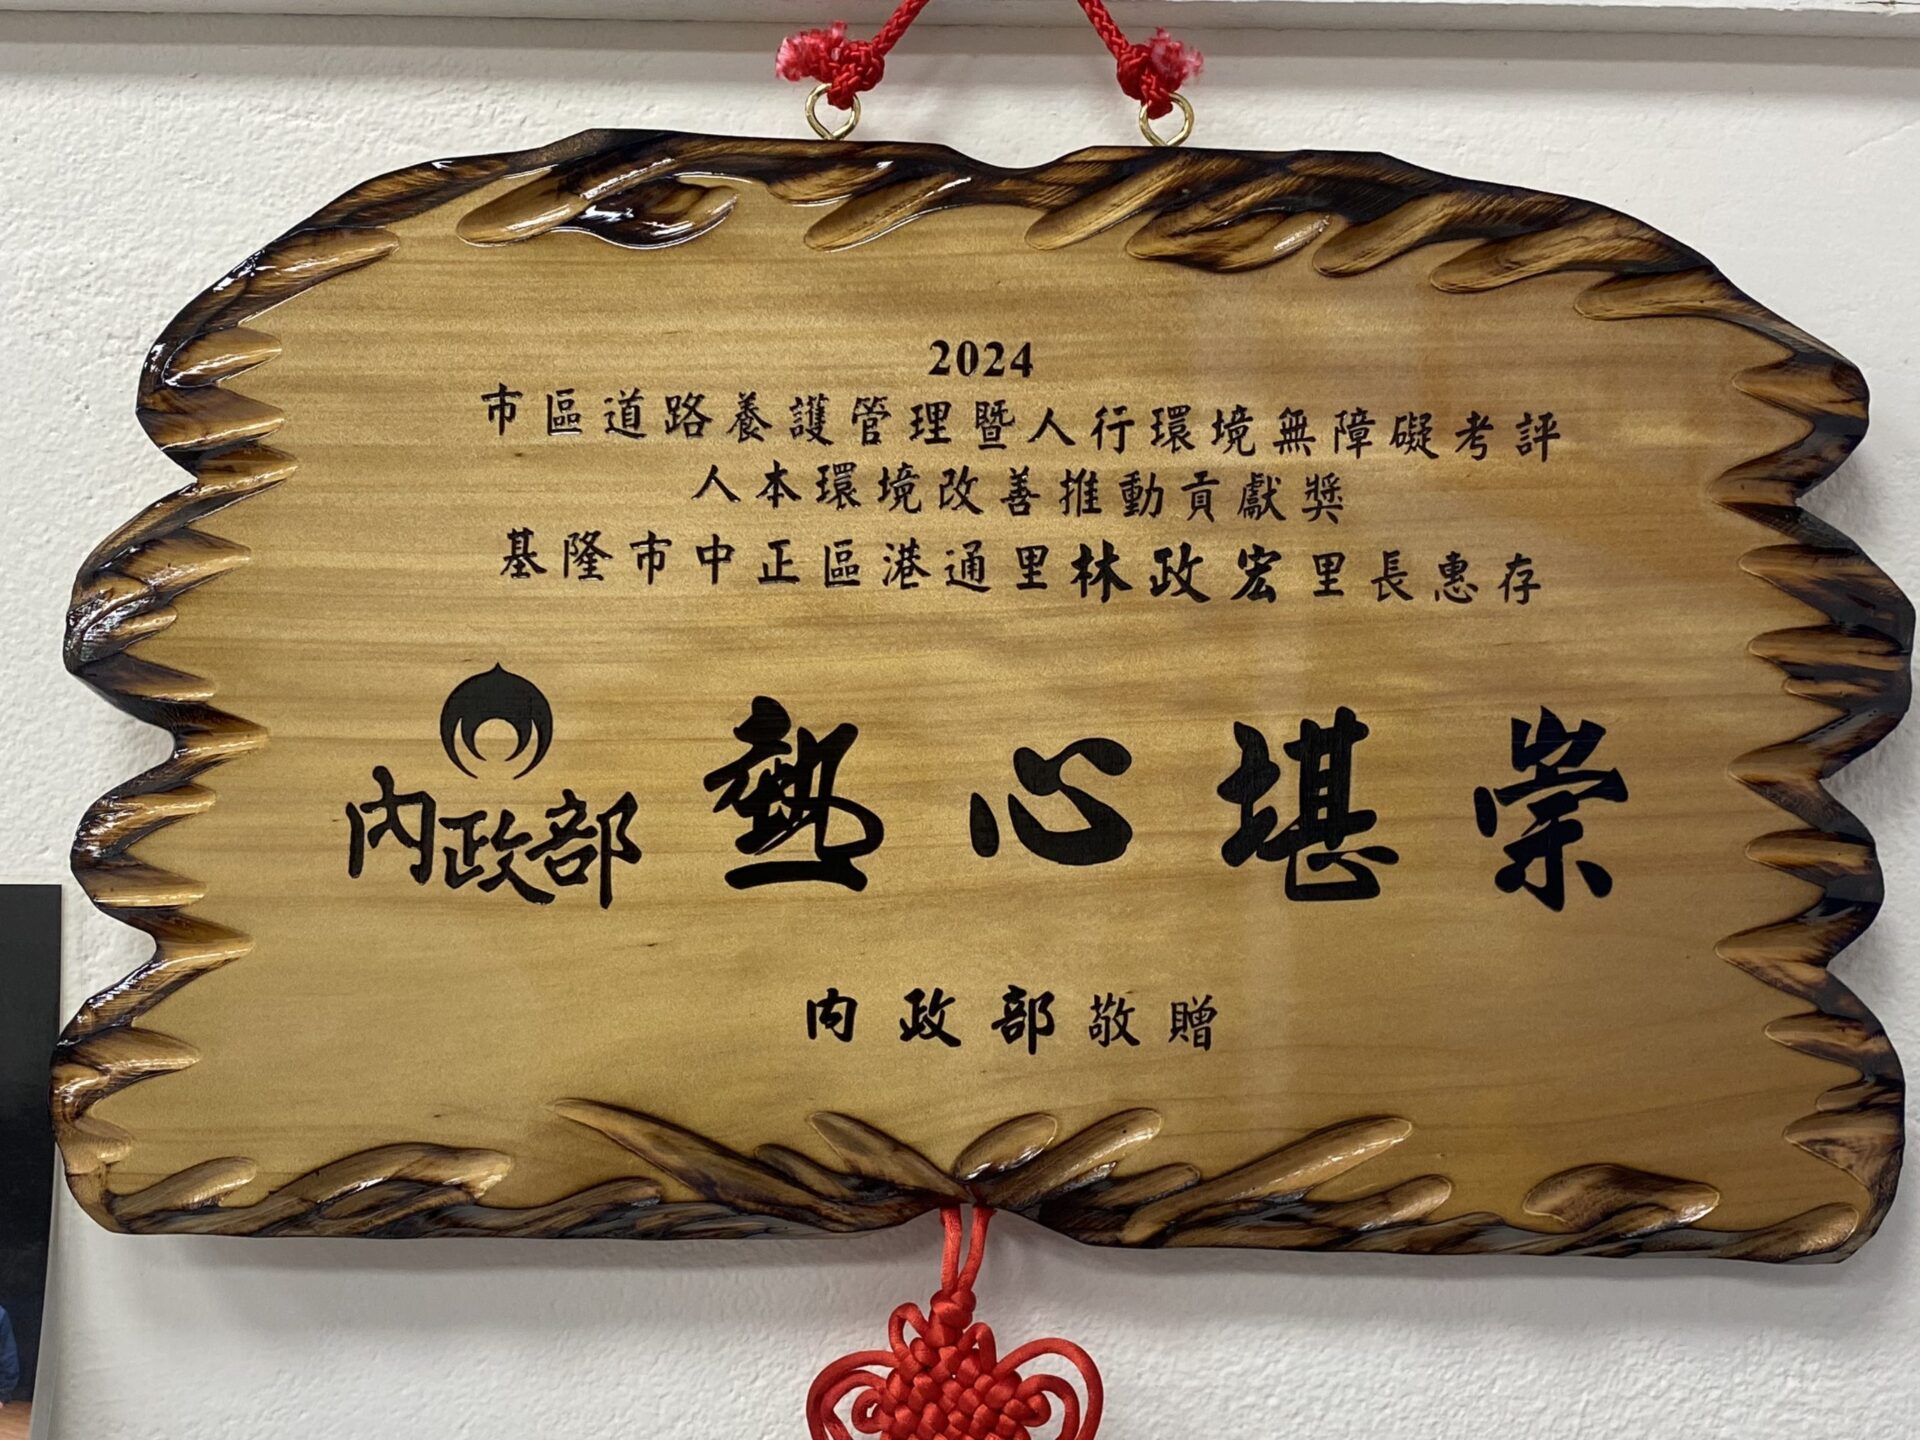 2024
市區道路養護管理暨人行環境無障礙考評
人本環境改善推動貢獻獎
基隆市中正區港通里林政宏里長惠存
內政部
熱心堪崇
內政部敬贈